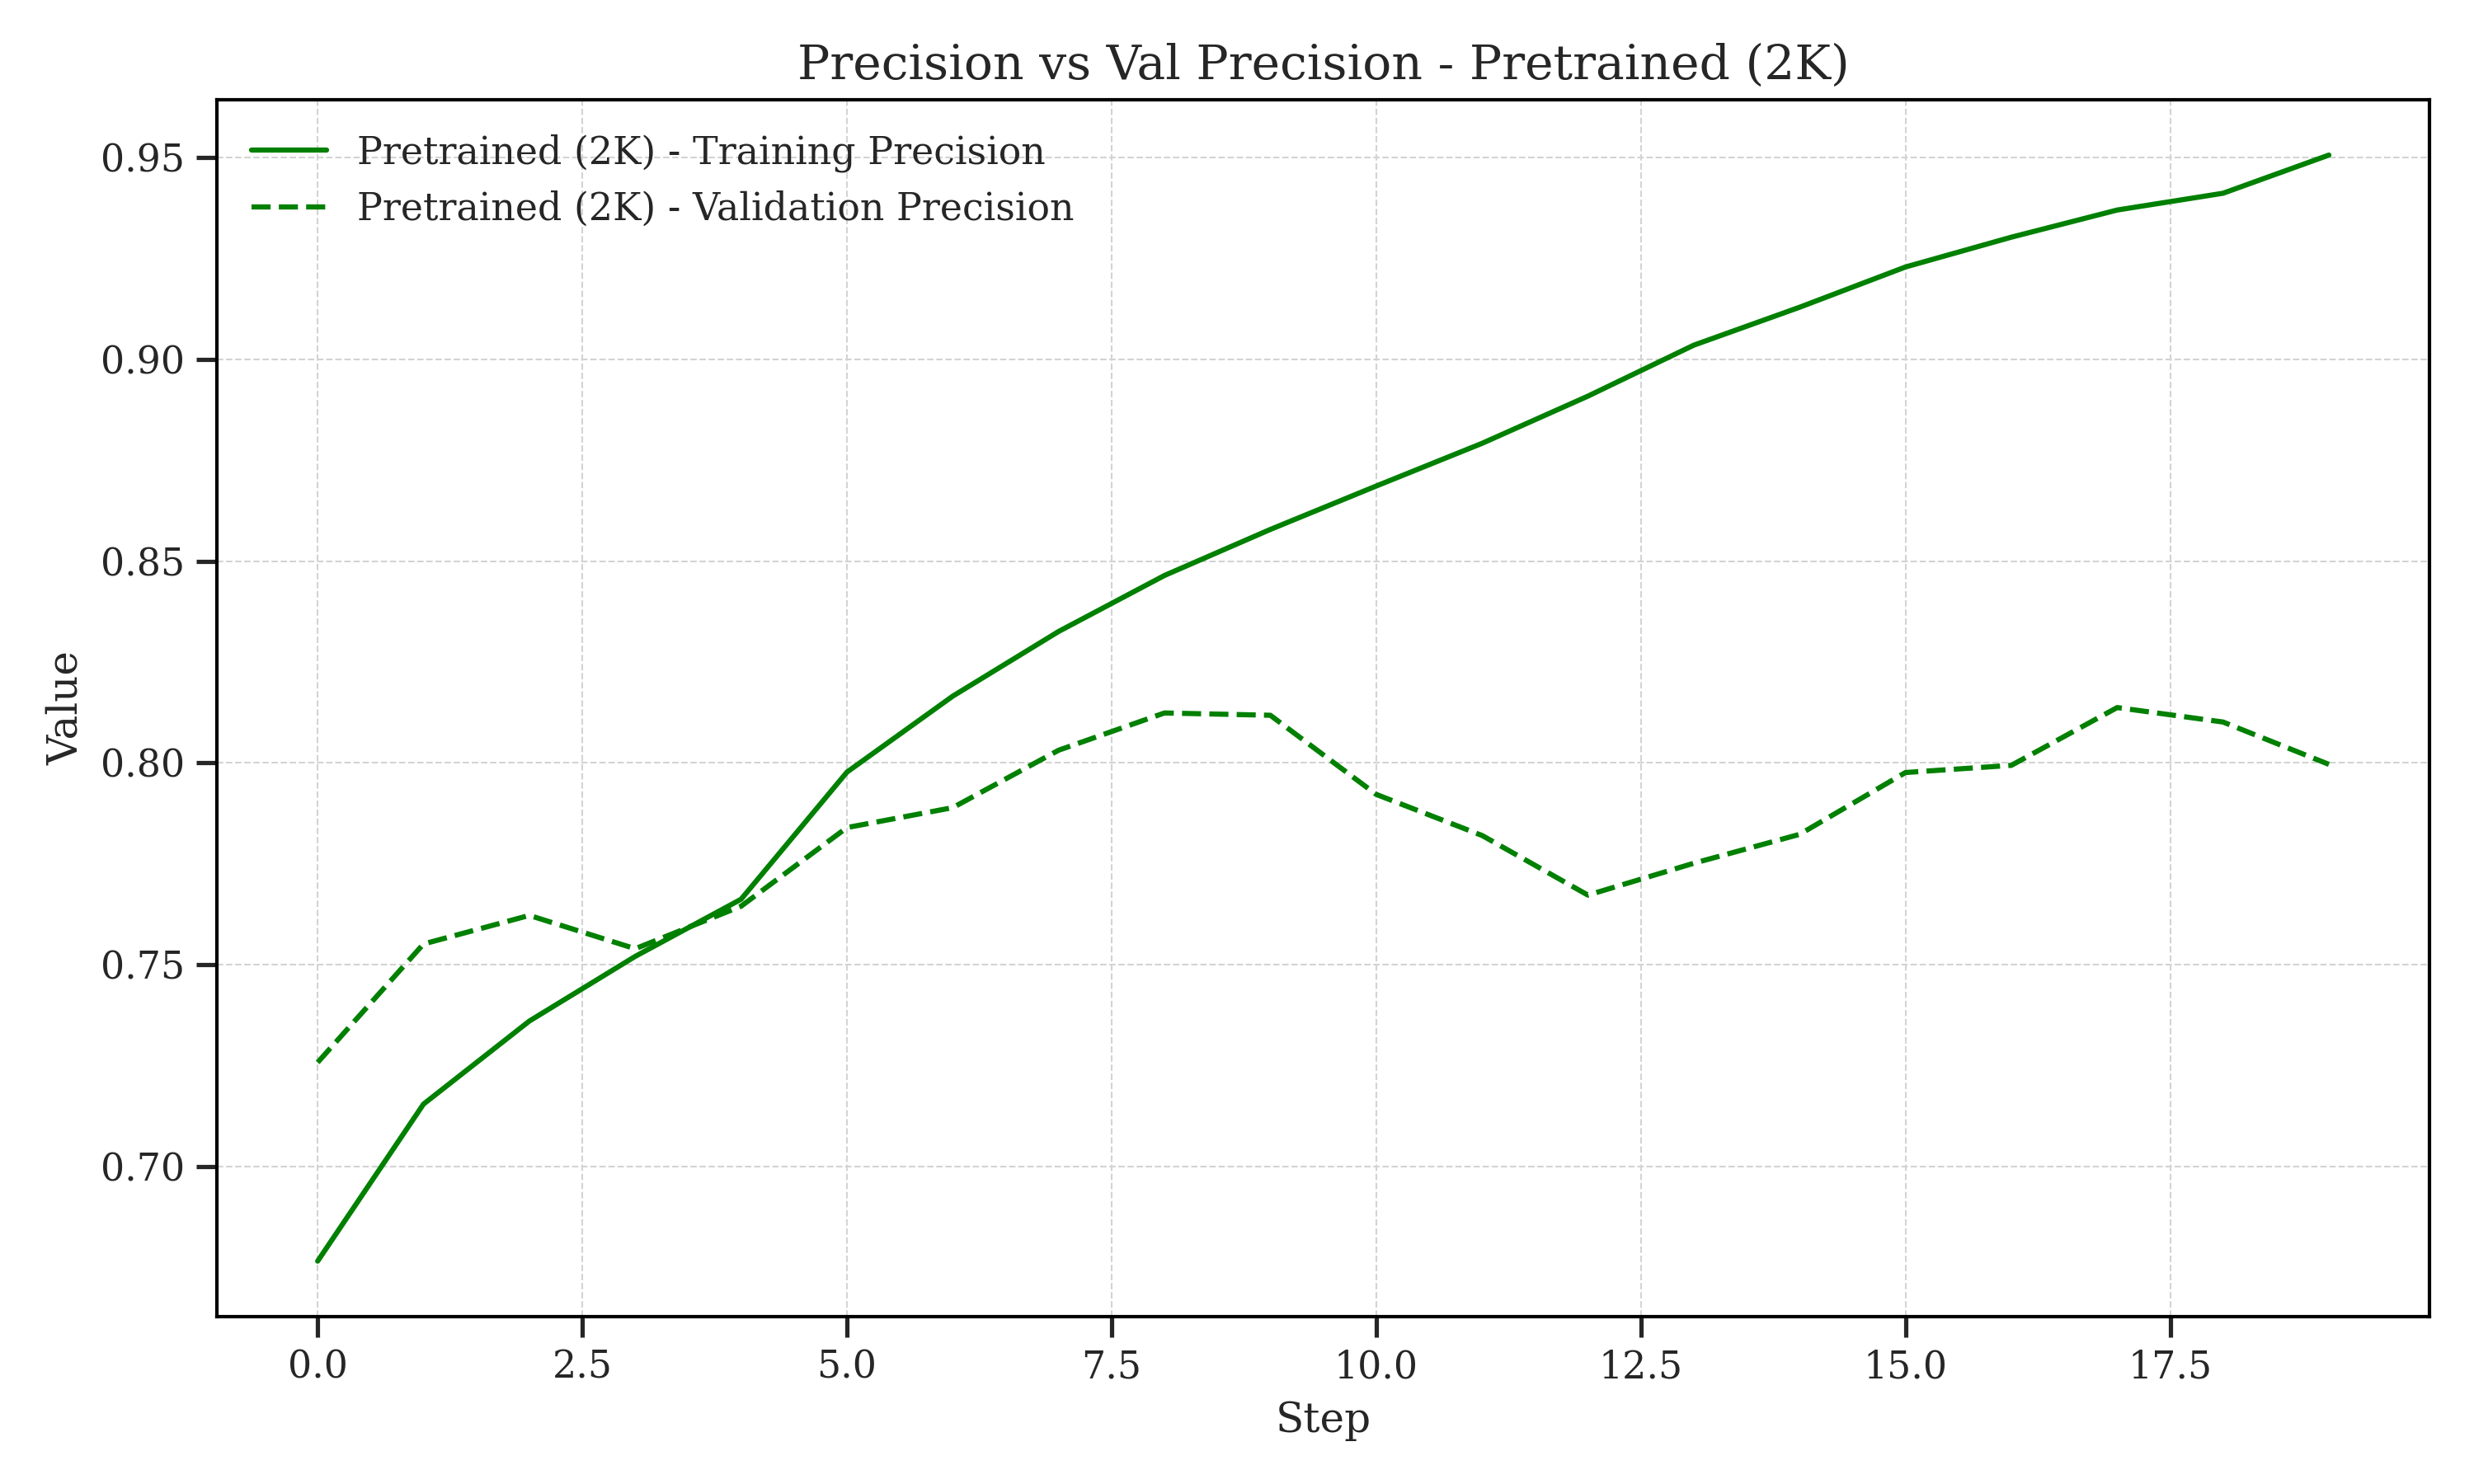 Precision vs Val Precision - Pretrained (2K)
Pretrained (2K) - Training Precision
Pretrained (2K) - Validation Precision
0.95
0.90
0.85
0.80
0.75
0.70
Value
0.0 2.5 5.0 7.5 10.0 12.5 15.0 17.5
Step